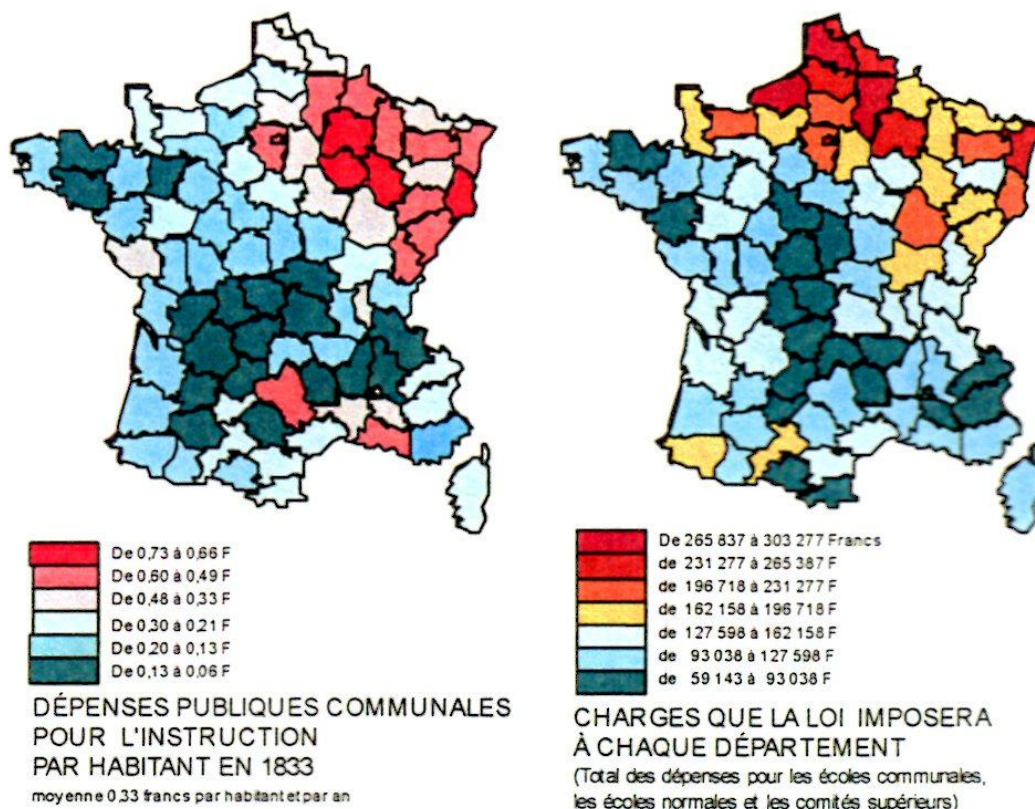 De 0,73 à 0,66 F
De 0,60 à 0,49 F
De 0,48 à 0,33 F
De 0,30 à 0,21 F
De 0,20 à 0,13 F
De 0,13 à 0,06 F
DÉPENSES PUBLIQUES COMMUNALES
POUR L'INSTRUCTION
PAR HABITANT EN 1833
moyenne 0,33 francs par habitant et par an
De 265 837 à 303 277 Francs
de 231 277 à 265 387 F
de 196 718 à 231 277 F
de 162 158 à 196 718 F
de 127 598 à 162 158 F
de 93 038 à 127 598 F
de 59 143 à 93 038 F
CHARGES QUE LA LOI IMPOSERA
À CHAQUE DÉPARTEMENT
(Total des dépenses pour les écoles communales,
les écoles normales et les comités supérieurs)